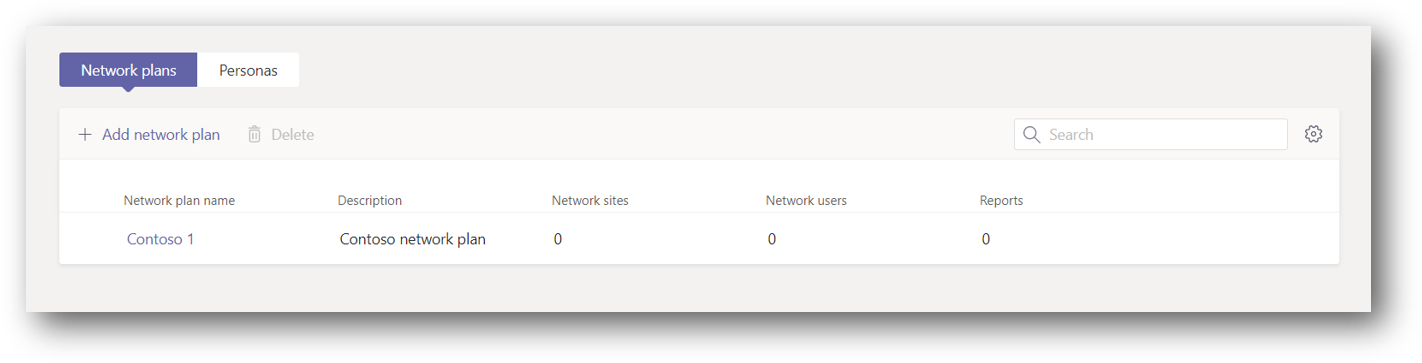 Network plans Personas
Add network plan Delete Search
Network plan name Description Network sites Network users Reports
Contoso 1 Contoso network plan 0 0 0